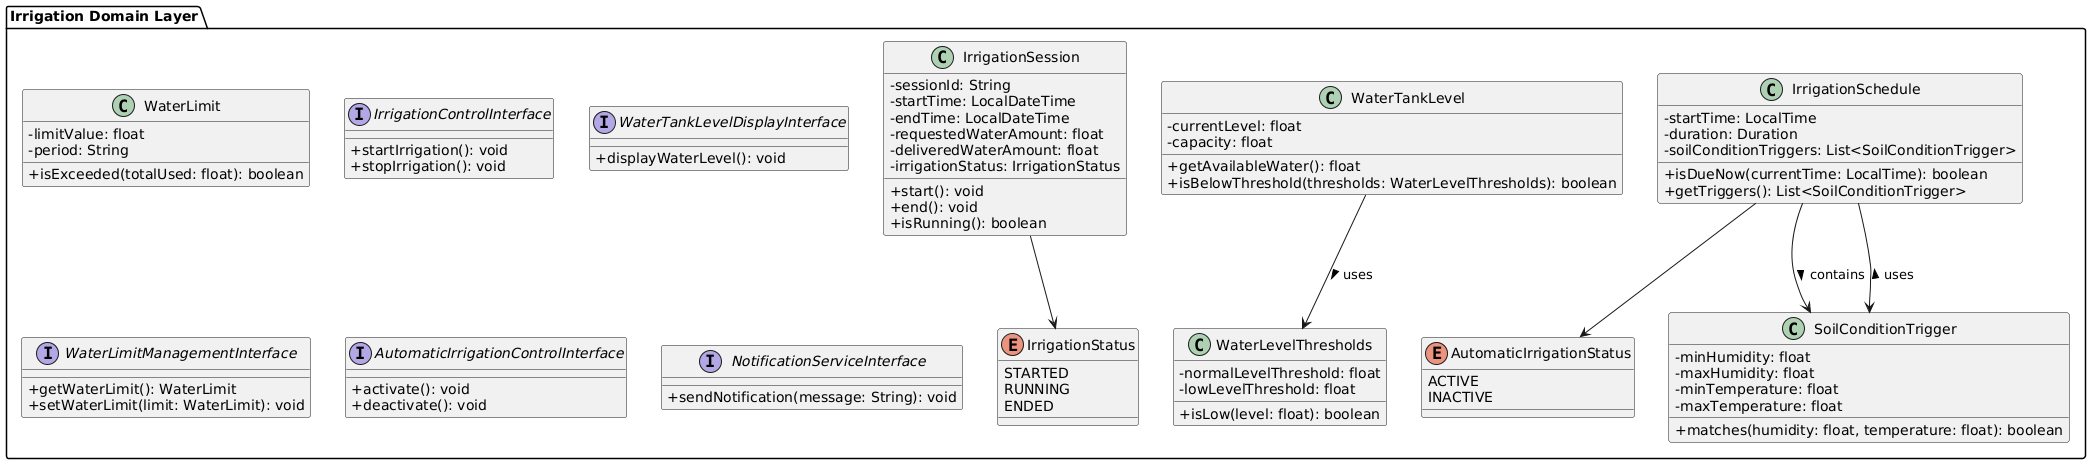 Irrigation Domain Layer
C WaterLimit
-limitValue: float
-period: String
+isExceeded(totalUsed: float): boolean
I IrrigationControlInterface
+startIrrigation(): void
+stopIrrigation(): void
I WaterTankLevelDisplayInterface
+displayWaterLevel(): void
C IrrigationSession
-sessionId: String
-startTime: LocalDateTime
-endTime: LocalDateTime
-requestedWaterAmount: float
-deliveredWaterAmount: float
-irrigationStatus: IrrigationStatus
+start(): void
+end(): void
+isRunning(): boolean
C WaterTankLevel
-currentLevel: float
-capacity: float
+getAvailableWater(): float
+isBelowThreshold(thresholds: WaterLevelThresholds): boolean
C IrrigationSchedule
-startTime: LocalTime
-duration: Duration
-soilConditionTriggers: List<SoilConditionTrigger>
+isDueNow(currentTime: LocalTime): boolean
+getTriggers(): List<SoilConditionTrigger>
uses
contains
uses
I WaterLimitManagementInterface
+getWaterLimit(): WaterLimit
+setWaterLimit(limit: WaterLimit): void
I AutomaticIrrigationControlInterface
+activate(): void
+deactivate(): void
I NotificationServiceInterface
+sendNotification(message: String): void
E IrrigationStatus
STARTED
RUNNING
ENDED
C WaterLevelThresholds
-normalLevelThreshold: float
-lowLevelThreshold: float
+isLow(level: float): boolean
E AutomaticIrrigationStatus
ACTIVE
INACTIVE
C SoilConditionTrigger
-minHumidity: float
-maxHumidity: float
-minTemperature: float
-maxTemperature: float
+matches(humidity: float, temperature: float): boolean